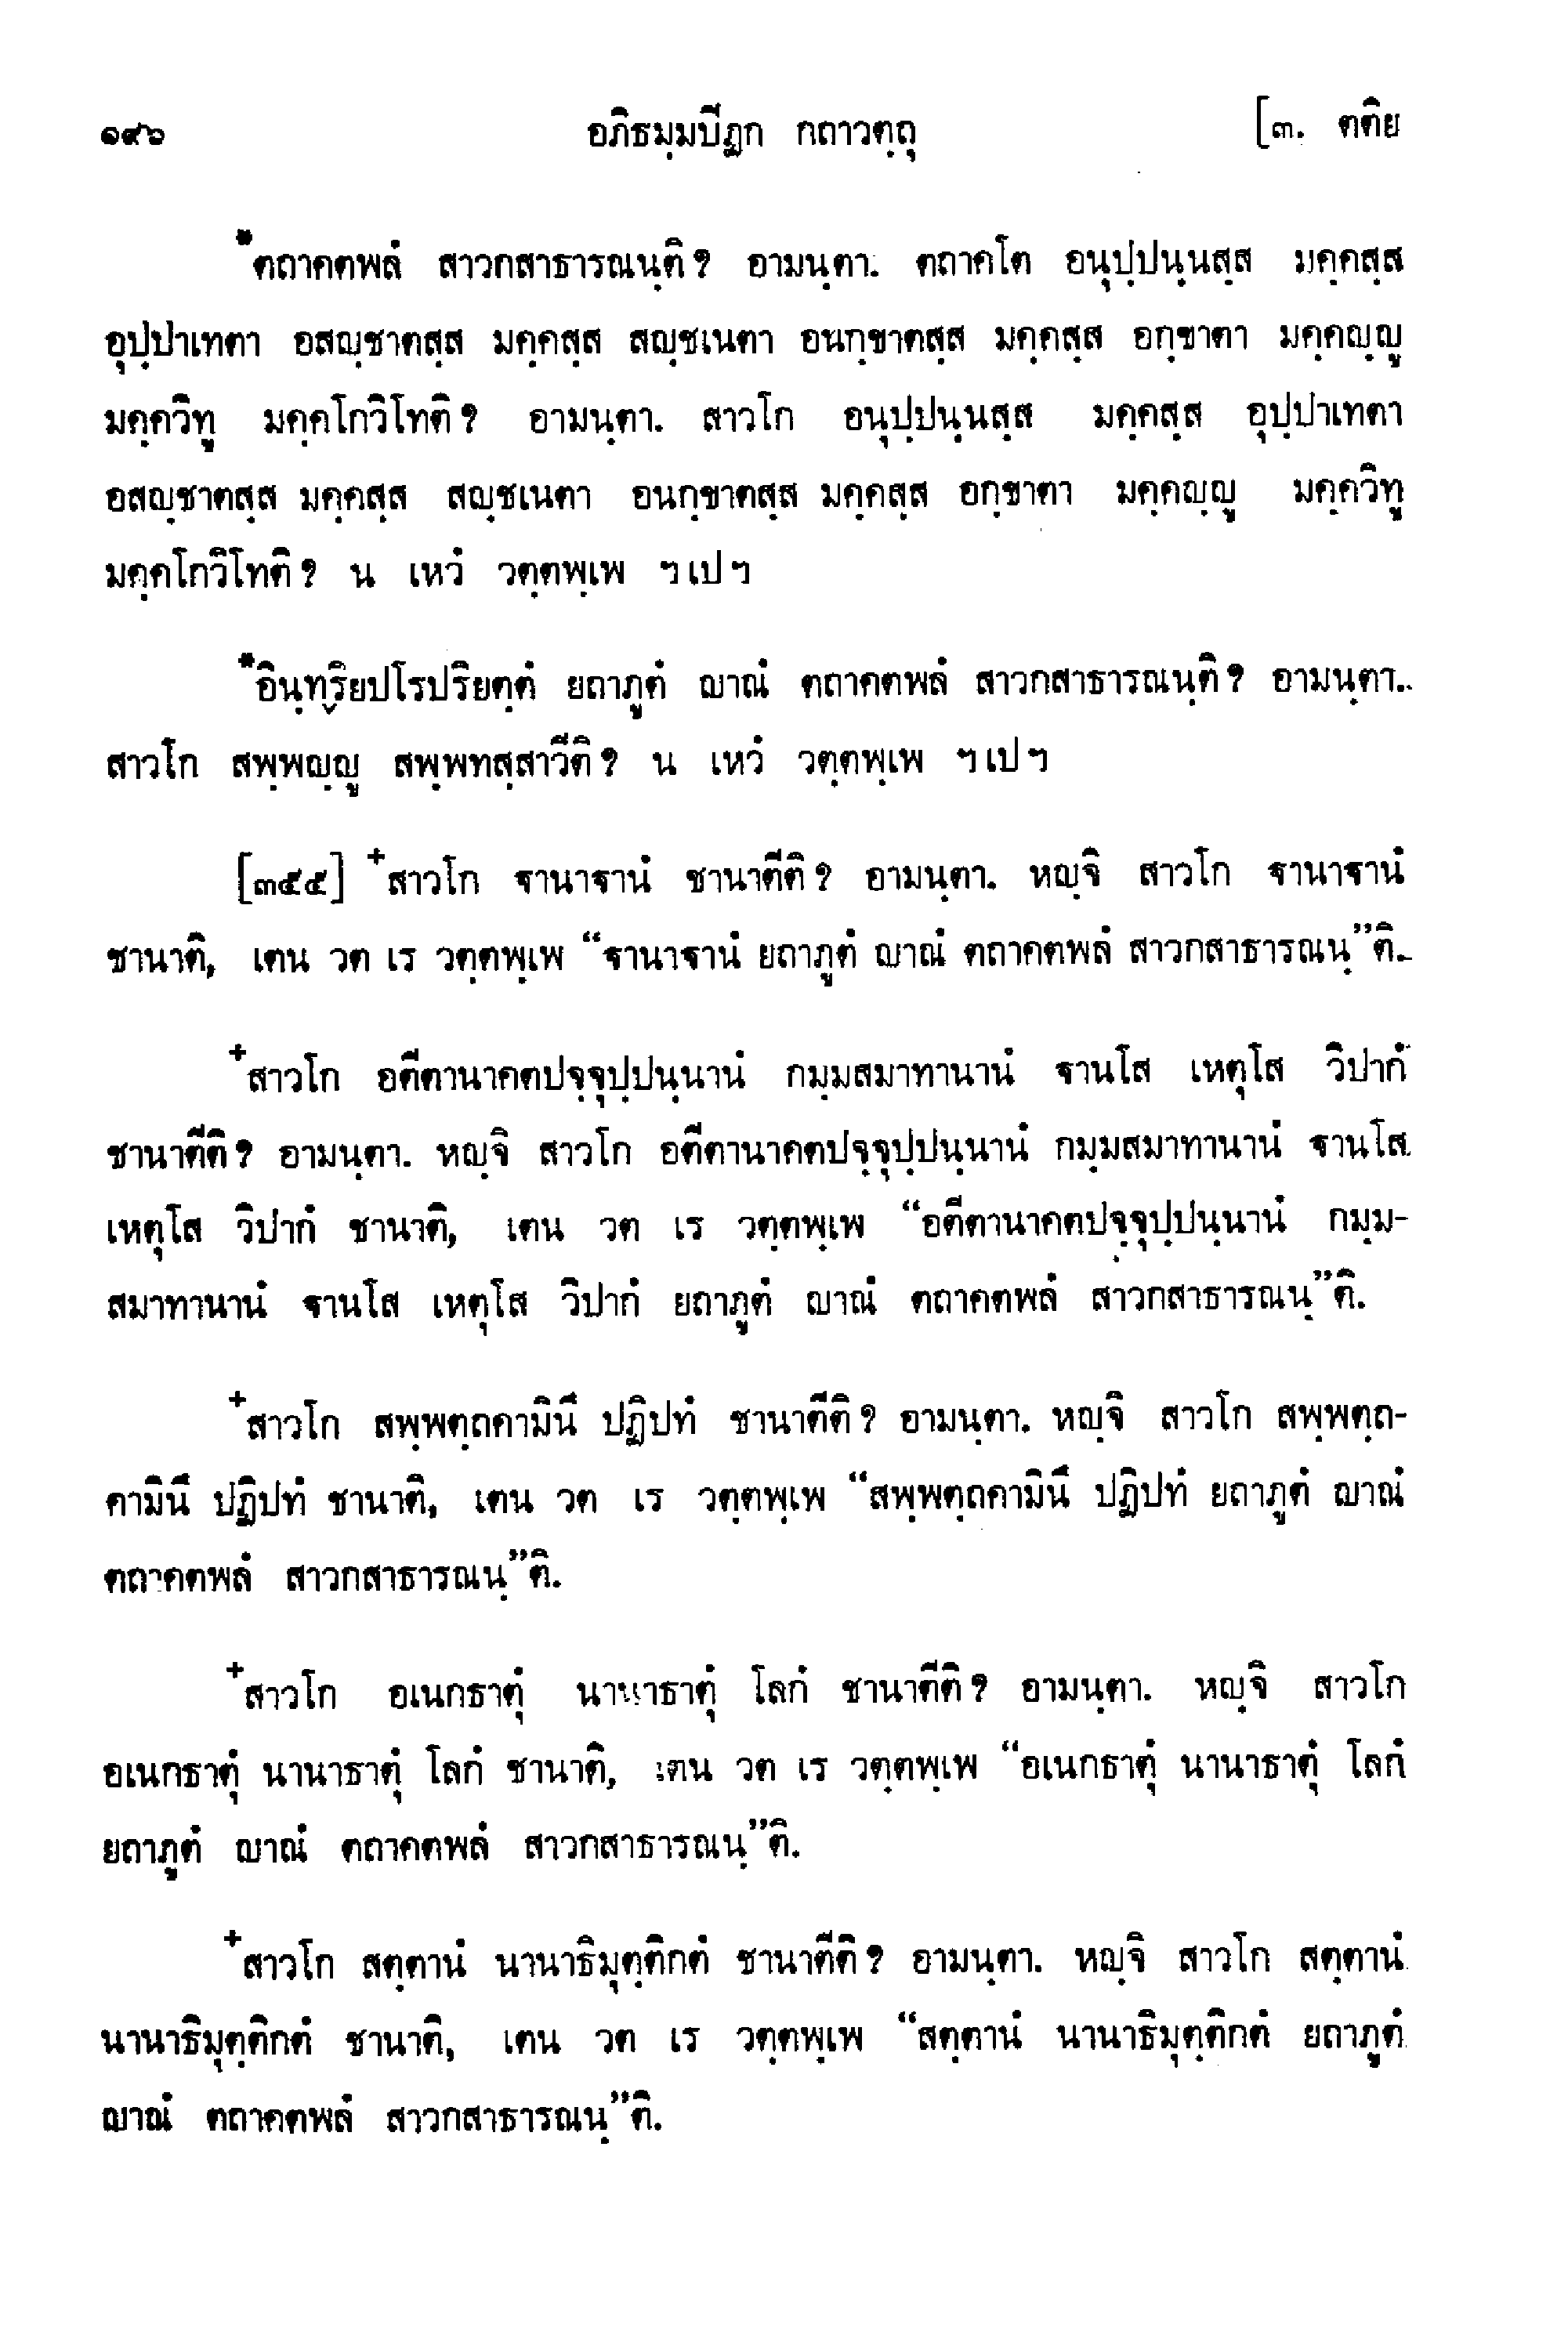 ๑๙๖ อภิธมฺมปีฏก กถาวตฺถุ [๓. ตติย
*ตถาคตพลํ สาวกสาธารณนฺติ? อามนฺตา. ตถาคโต อนุปฺปนฺนสฺส มคฺคสฺส
อุปฺปาเทตา อสญฺชาตสฺส มคฺคสฺส สญฺชเนตา อนกฺขาตสฺส มคฺคสฺส อกฺขาตา มคฺคญฺญู
มคฺควิทู มคฺคโกวิโทติ? อามนฺตา. สาวโก อนุปฺปนฺนสฺส มคฺคสฺส อุปฺปาเทตา
อสญฺชาตสฺส มคฺคสฺส สญฺชเนตา อนกฺขาตสฺส มคฺคสฺส อกฺขาตา มคฺคญฺญู มคฺควิทู
มคฺคโกวิโทติ? น เหวํ วตฺตพฺเพ ฯเปฯ
*อินฺทฺริยปโรปริยตฺตํ ยถาภูตํ ญาณํ ตถาคตพลํ สาวกสาธารณนฺติ? อามนฺตา.
สาวโก สพฺพญฺญู สพฺพทสฺสาวีติ? น เหวํ วตฺตพฺเพ ฯเปฯ
[๓๕๕] +สาวโก ฐานาฐานํ ชานาตีติ? อามนฺตา. หญฺจิ สาวโก ฐานาฐานํ
ชานาติ, เตน วต เร วตฺตพฺเพ “ฐานาฐานํ ยถาภูตํ ญาณํ ตถาคตพลํ สาวกสาธารณนฺ”ติ.
+สาวโก อตีตานาคตปจฺจุปฺปนฺนานํ กมฺมสมาทานานํ ฐานโส เหตุโส วิปากํ
ชานาตีติ? อามนฺตา. หญฺจิ สาวโก อตีตานาคตปจฺจุปฺปนฺนานํ กมฺมสมาทานานํ ฐานโส
เหตุโส วิปากํ ชานาติ, เตน วต เร วตฺตพฺเพ “อตีตานาคตปจฺจุปฺปนฺนานํ กมฺม-
สมาทานานํ ฐานโส เหตุโส วิปากํ ยถาภูตํ ญาณํ ตถาคตพลํ สาวกสาธารณนฺ”ติ.
+สาวโก สพฺพตฺถคามินึ ปฏิปทํ ชานาตีติ? อามนฺตา. หญฺจิ สาวโก สพฺพตฺถ-
คามินึ ปฏิปทํ ชานาติ, เตน วต เร วตฺตพฺเพ “สพฺพตฺถคามินึ ปฏิปทํ ยถาภูตํ ญาณํ
ตถาคตพลํ สาวกสาธารณนฺ”ติ.
+สาวโก อเนกธาตุํ นานาธาตุํ โลกํ ชานาตีติ? อามนฺตา. หญฺจิ สาวโก
อเนกธาตุํ นานาธาตุํ โลกํ ชานาติ, เตน วต เร วตฺตพฺเพ “อเนกธาตุํ นานาธาตุํ โลกํ
ยถาภูตํ ญาณํ ตถาคตพลํ สาวกสาธารณนฺ”ติ.
+สาวโก สตฺตานํ นานาธิมุตฺติกตํ ชานาตีติ? อามนฺตา. หญฺจิ สาวโก สตฺตานํ
นานาธิมุตฺติกตํ ชานาติ, เตน วต เร วตฺตพฺเพ “สตฺตานํ นานาธิมุตฺติกตํ ยถาภูตํ
ญาณํ ตถาคตพลํ สาวกสาธารณนฺ”ติ.